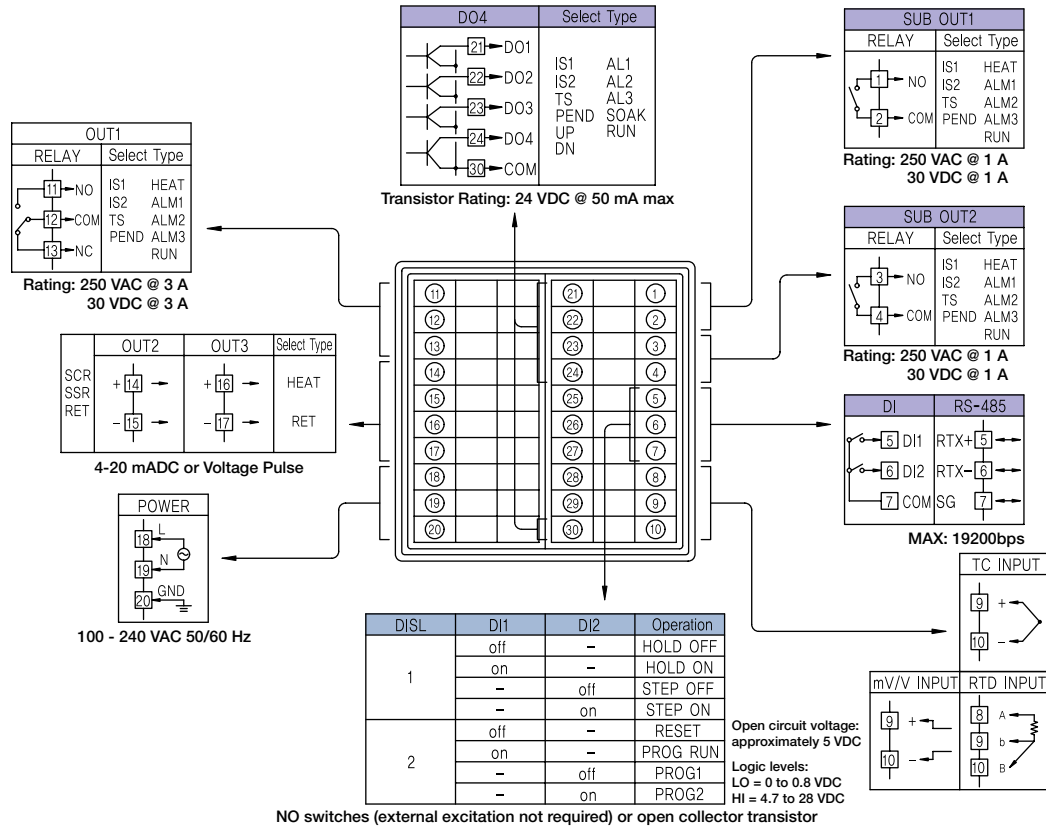 DO4 Select Type
21 DO1
22 DO2
23 DO3
24 DO4
30 COM
IS1 AL1
IS2 AL2
TS AL3
PEND SOAK
UP RUN
DN
Transistor Rating: 24 VDC @ 50 mA max
SUB OUT1
RELAY Select Type
1 NO
2 COM
IS1 HEAT
IS2 ALM1
TS ALM2
PEND ALM3
RUN
Rating: 250 VAC @ 1 A
30 VDC @ 1 A
OUT1
RELAY Select Type
11 NO
12 COM
13 NC
IS1 HEAT
IS2 ALM1
TS ALM2
PEND ALM3
RUN
Rating: 250 VAC @ 3 A
30 VDC @ 3 A
SUB OUT2
RELAY Select Type
3 NO
4 COM
IS1 HEAT
IS2 ALM1
TS ALM2
PEND ALM3
RUN
Rating: 250 VAC @ 1 A
30 VDC @ 1 A
11 21 1
12 22 2
13 23 3
14 24 4
15 25 5
16 26 6
17 27 7
18 28 8
19 29 9
20 30 10
OUT2 OUT3 Select Type
SCR
SSR
RET
+ 14 + 16 HEAT
- 15 - 17 RET
4-20 mADC or Voltage Pulse
DI RS-485
5 DI1 RTX+ 5
6 DI2 RTX- 6
7 COM SG 7
MAX: 19200bps
POWER
18 L
19 N
20 GND
100 - 240 VAC 50/60 Hz
TC INPUT
9 +
10 -
mV/V INPUT RTD INPUT
9 +
10 -
8 A
9 b
10 B
DISL DI1 DI2 Operation
1 off – HOLD OFF
on – HOLD ON
– off STEP OFF
– on STEP ON
2 off – RESET
on – PROG RUN
– off PROG1
– on PROG2
Open circuit voltage:
approximately 5 VDC
Logic levels:
LO = 0 to 0.8 VDC
HI = 4.7 to 28 VDC
NO switches (external excitation not required) or open collector transistor